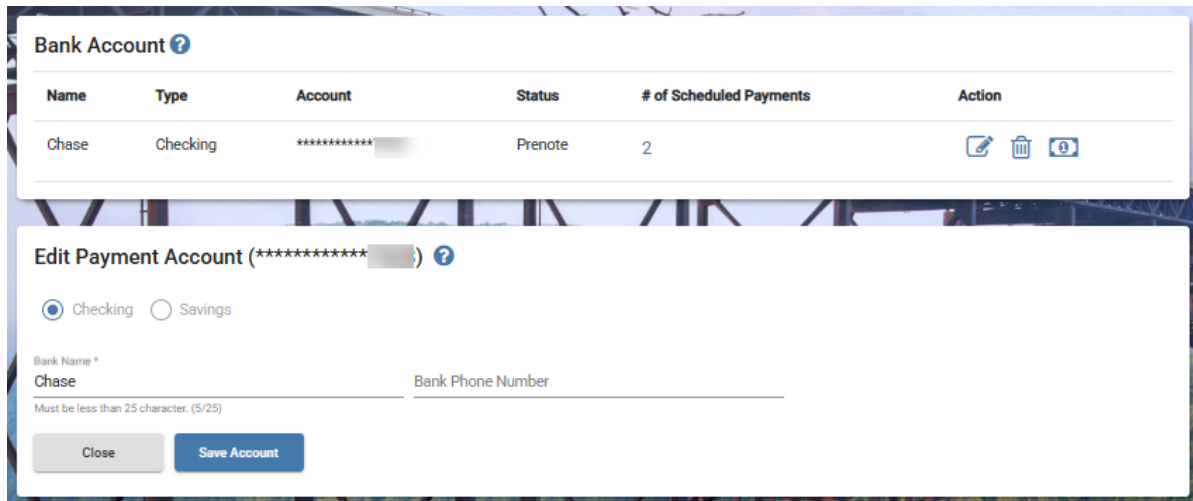 Bank Account ?
Name Type Account Status # of Scheduled Payments Action
Chase Checking ************* Prenote 2
Edit Payment Account (************* ) ?
Checking Savings
Bank Name *
Chase Bank Phone Number
Must be less than 25 character. (5/25)
Close Save Account